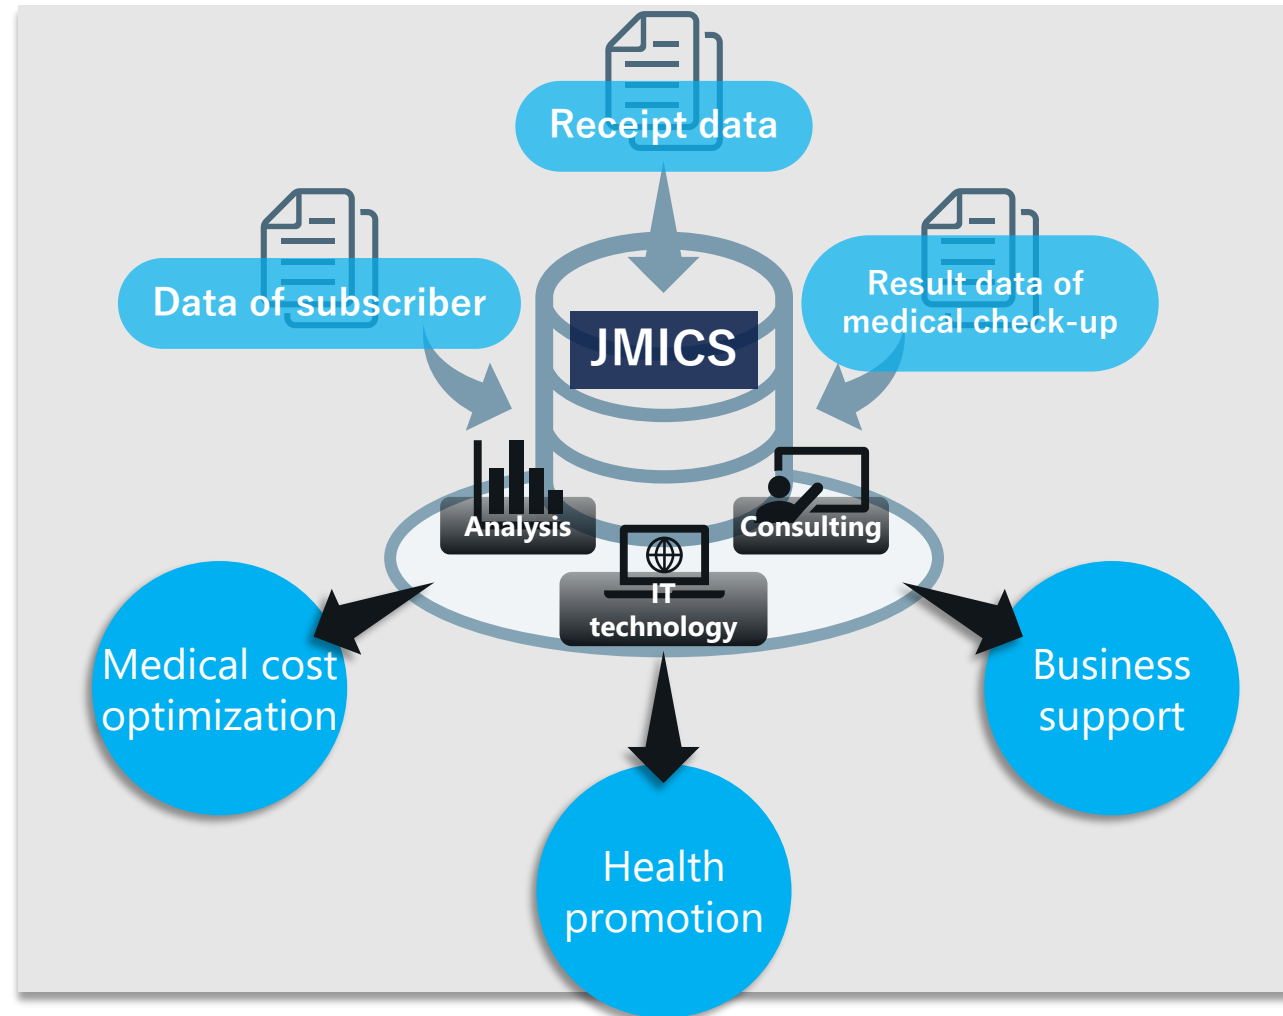 Receipt data
Data of subscriber
Result data of
medical check-up
JMICS
Analysis
Consulting
IT
technology
Medical cost
optimization
Business
support
Health
promotion